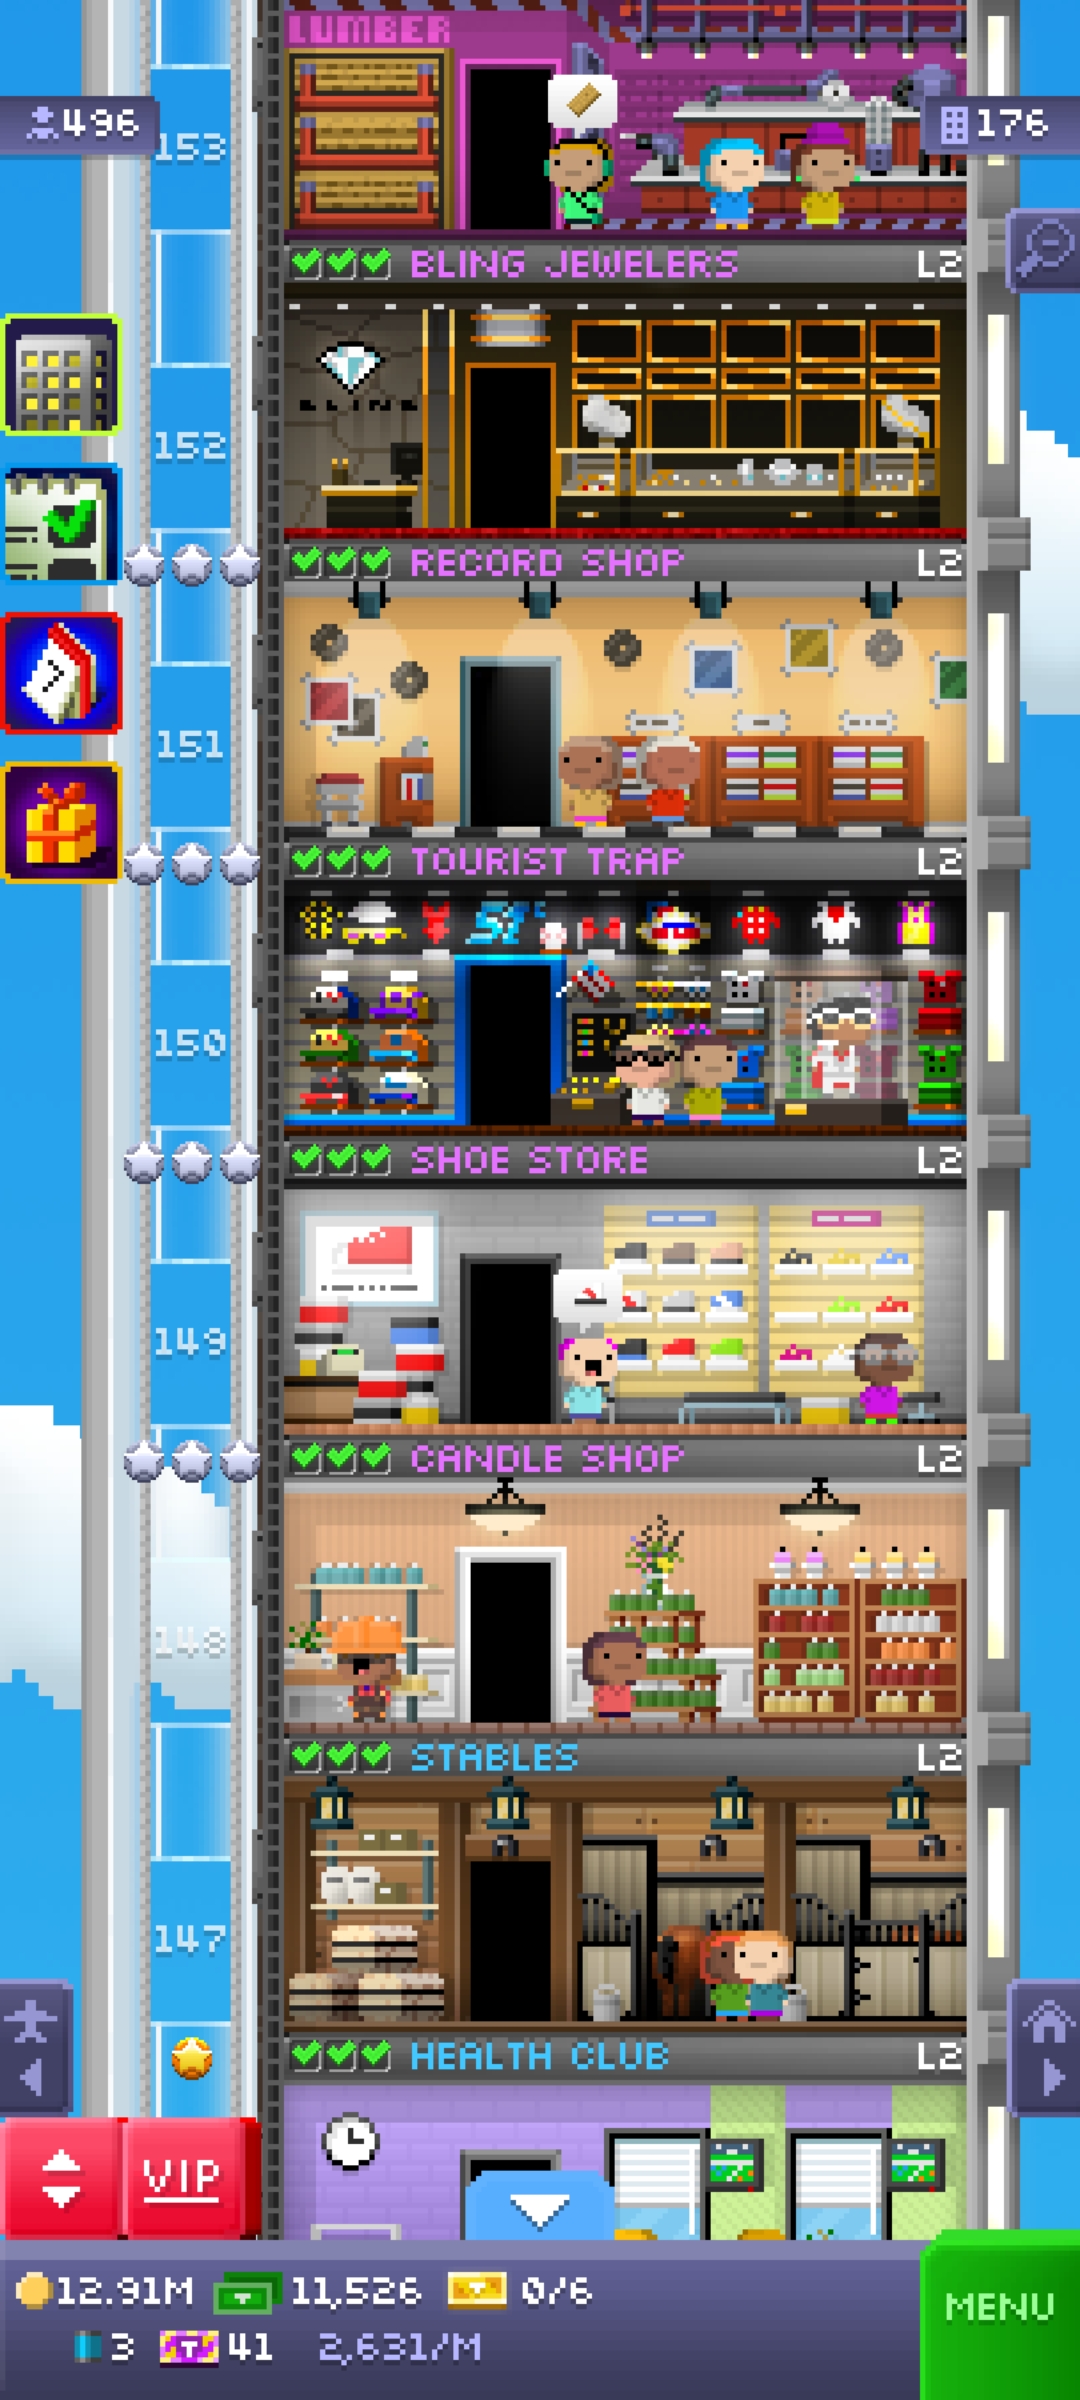 LUMBER
496
153
176
BLING JEWELERS L2
BLING
152
RECORD SHOP L2
7
151
TOURIST TRAP L2
150
SHOE STORE L2
149
CANDLE SHOP L2
148
STABLES L2
147
HEALTH CLUB L2
VIP
12.91M 11,526 0/6
MENU
3 T 41 2,631/M